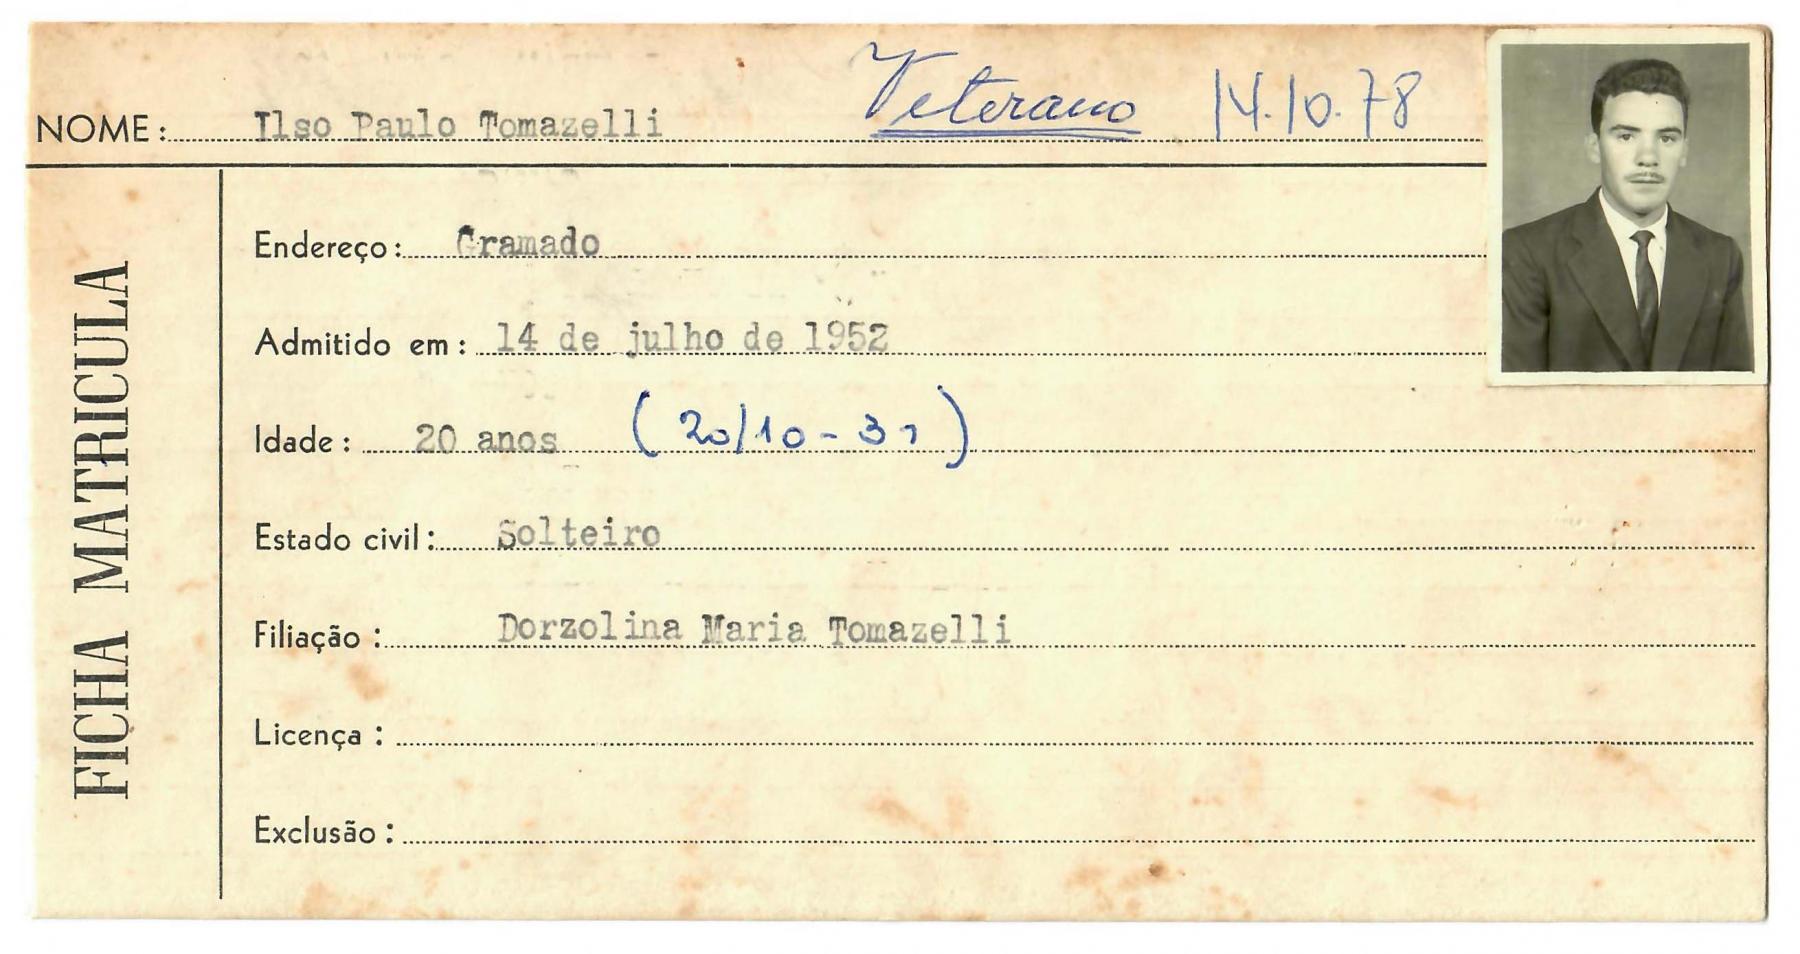 NOME: Ilso Paulo Tomazelli Veterano 14.10.78
FICHA MATRICULA
Endereço: Gramado
Admitido em: 14 de julho de 1952
Idade: 20 anos (20/10-31)
Estado civil: Solteiro
Filiação: Dorzolina Maria Tomazelli
Licença:
Exclusão: